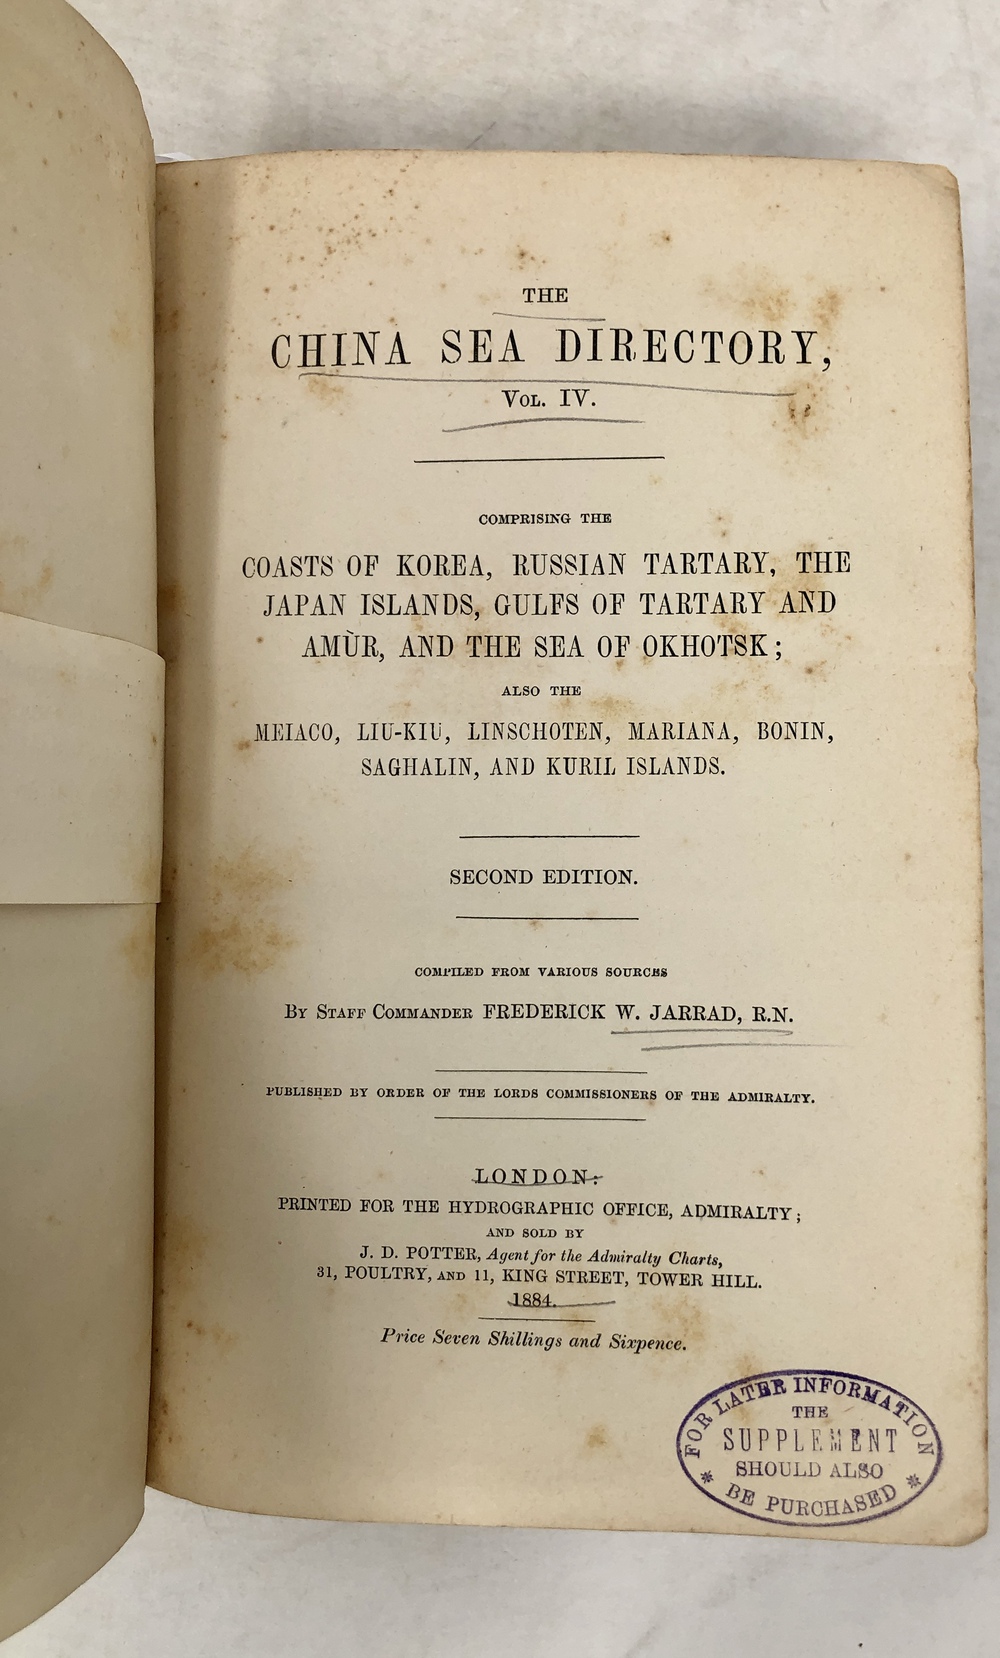 THE
CHINA SEA DIRECTORY,
VOL. IV.
COMPRISING THE
COASTS OF KOREA, RUSSIAN TARTARY, THE
JAPAN ISLANDS, GULFS OF TARTARY AND
AMÙR, AND THE SEA OF OKHOTSK;
ALSO THE
MEIACO, LIU-KIU, LINSCHOTEN, MARIANA, BONIN,
SAGHALIN, AND KURIL ISLANDS.
SECOND EDITION.
COMPILED FROM VARIOUS SOURCES
BY STAFF COMMANDER FREDERICK W. JARRAD, R.N.
PUBLISHED BY ORDER OF THE LORDS COMMISSIONERS OF THE ADMIRALTY.
LONDON:
PRINTED FOR THE HYDROGRAPHIC OFFICE, ADMIRALTY;
AND SOLD BY
J. D. POTTER, Agent for the Admiralty Charts,
31, POULTRY, AND 11, KING STREET, TOWER HILL.
1884.
Price Seven Shillings and Sixpence.
FOR LATER INFORMATION
THE
SUPPLEMENT
SHOULD ALSO
* BE PURCHASED *